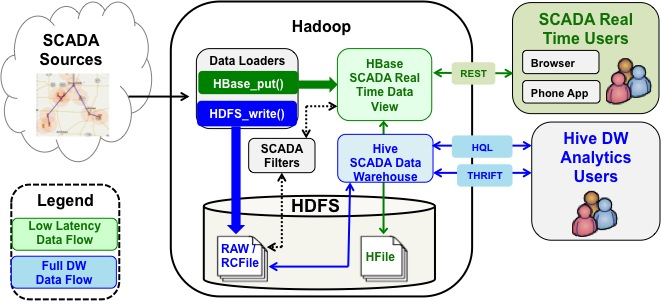 SCADA
Sources
Hadoop
Data Loaders
HBase_put()
HDFS_write()
HBase
SCADA Real
Time Data
View
SCADA
Filters
Hive
SCADA Data
Warehouse
HDFS
RAW /
RCFile
HFile
REST
HQL
THRIFT
SCADA Real
Time Users
Browser
Phone App
Hive DW
Analytics
Users
Legend
Low Latency
Data Flow
Full DW
Data Flow